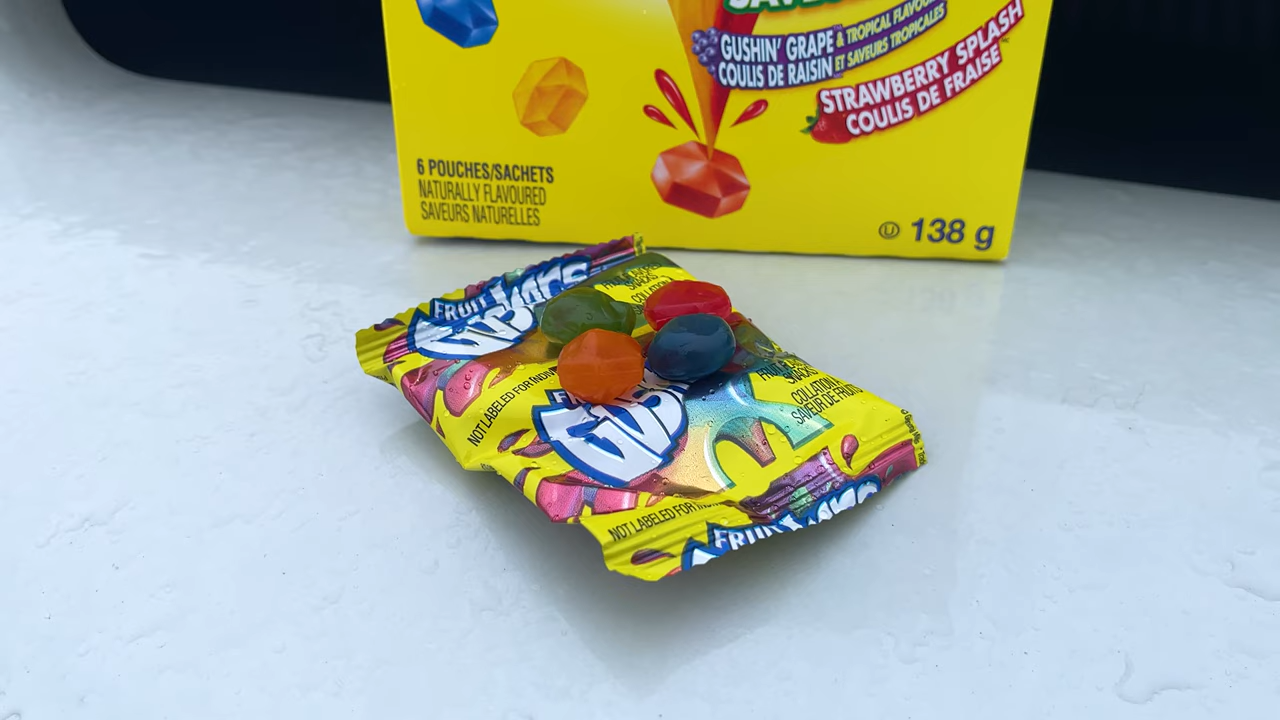 GUSHIN' GRAPE & TROPICAL FLAVOURS
COULIS DE RAISIN ET SAVEURS TROPICALES
STRAWBERRY SPLASH
COULIS DE FRAISE
6 POUCHES/SACHETS
NATURALLY FLAVOURED
SAVEURS NATURELLES
U 138 g
FRUIT
Gushers
NOT LABELED FOR
SNACKS
COLLATION
SAVEUR DE FRUITS
NOT LABELED FOR
FRUIT